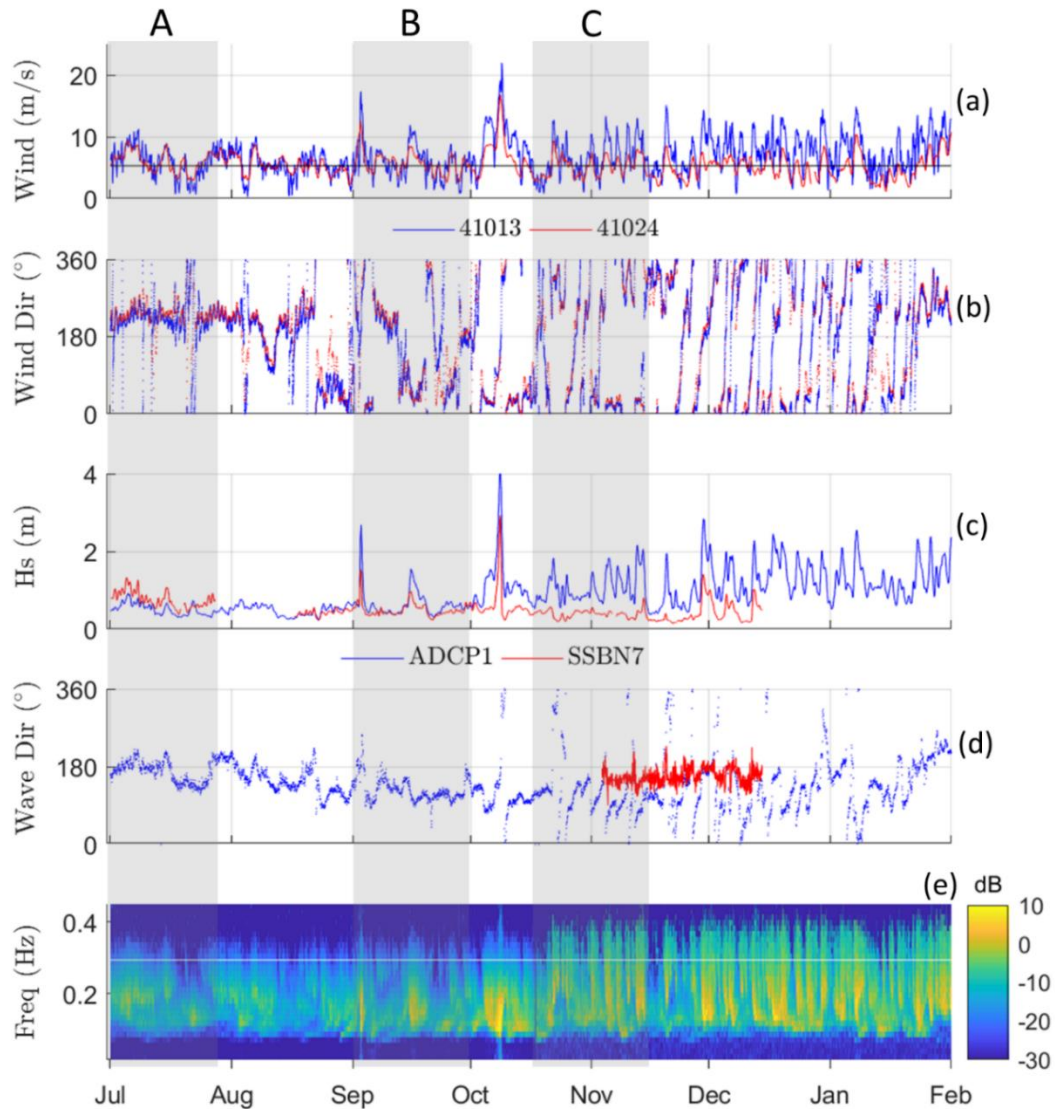 A B C
20
10
0
Wind (m/s)
(a)
41013 41024
360
180
0
Wind Dir (°)
(b)
4
2
0
Hs (m)
(c)
ADCP1 SSBN7
360
180
0
Wave Dir (°)
(d)
(e) dB
0.4
0.2
Freq (Hz)
10
0
-10
-20
-30
Jul Aug Sep Oct Nov Dec Jan Feb